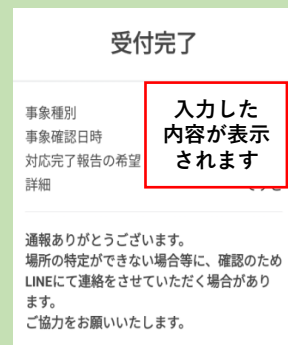 受付完了
事象種別
事象確認日時
対応完了報告の希望
詳細
入力した
内容が表示
されます
通報ありがとうございます。
場所の特定ができない場合等に、確認のため
LINEにて連絡をさせていただく場合があり
ます。
ご協力をお願いいたします。